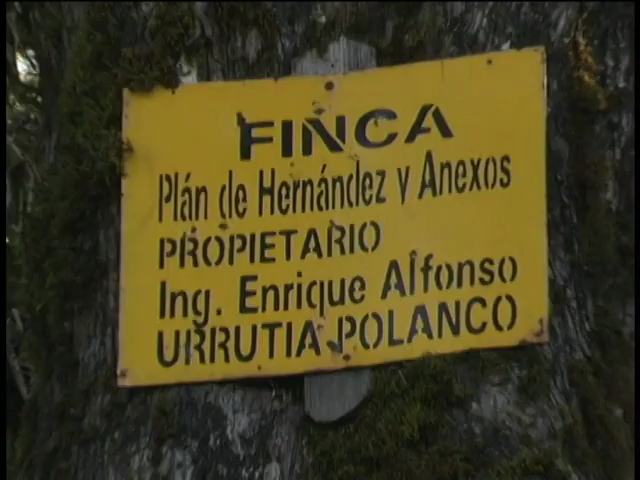 FINCA
Plán de Hernández y Anexos
PROPIETARIO
Ing. Enrique Alfonso
URRUTIA POLANCO